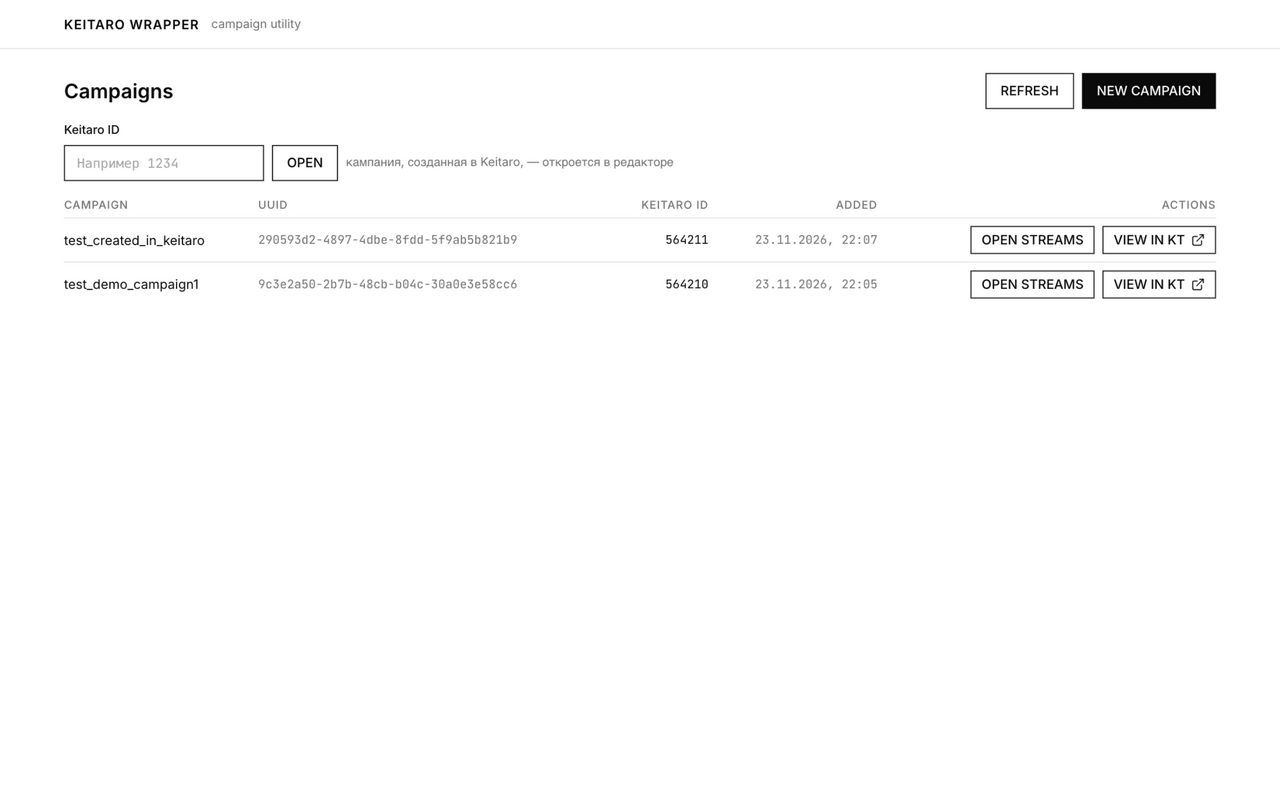 KEITARO WRAPPER campaign utility
Campaigns REFRESH NEW CAMPAIGN
Keitaro ID
Например 1234 OPEN кампания, созданная в Keitaro, — откроется в редакторе
CAMPAIGN UUID KEITARO ID ADDED ACTIONS
test_created_in_keitaro 290593d2-4897-4dbe-8fdd-5f9ab5b821b9 564211 23.11.2026, 22:07 OPEN STREAMS VIEW IN KT
test_demo_campaign1 9c3e2a50-2b7b-48cb-b04c-30a0e3e58cc6 564210 23.11.2026, 22:05 OPEN STREAMS VIEW IN KT